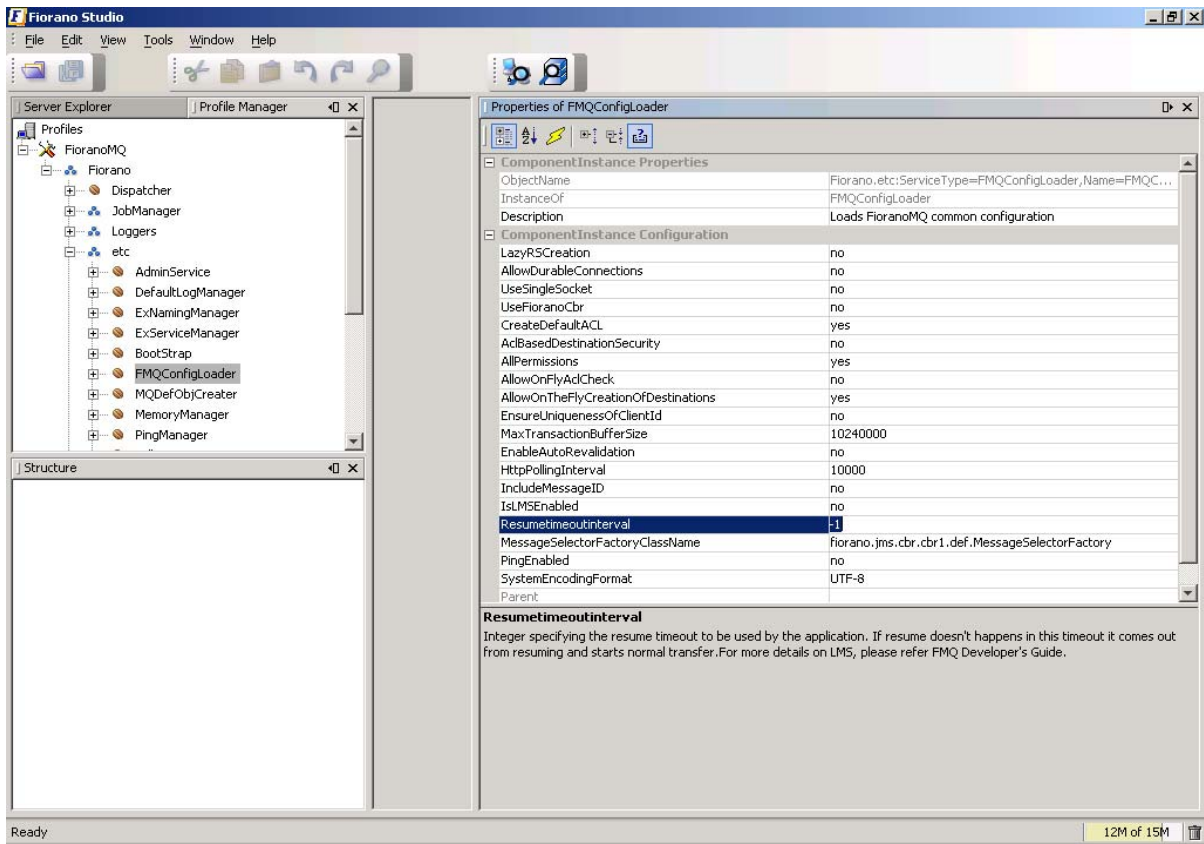 Fiorano Studio
File Edit View Tools Window Help
Server Explorer Profile Manager
Profiles
FioranoMQ
Fiorano
Dispatcher
JobManager
Loggers
etc
AdminService
DefaultLogManager
ExNamingManager
ExServiceManager
BootStrap
FMQConfigLoader
MQDefObjCreater
MemoryManager
PingManager
Structure
Properties of FMQConfigLoader
ComponentInstance Properties
ObjectName Fiorano.etc:ServiceType=FMQConfigLoader,Name=FMQC...
InstanceOf FMQConfigLoader
Description Loads FioranoMQ common configuration
ComponentInstance Configuration
LazyRSCreation no
AllowDurableConnections no
UseSingleSocket no
UseFioranoCbr no
CreateDefaultACL yes
AclBasedDestinationSecurity no
AllPermissions yes
AllowOnFlyAclCheck no
AllowOnTheFlyCreationOfDestinations yes
EnsureUniquenessOfClientId no
MaxTransactionBufferSize 10240000
EnableAutoRevalidation no
HttpPollingInterval 10000
IncludeMessageID no
IsLMSEnabled no
Resumetimeoutinterval -1
MessageSelectorFactoryClassName fiorano.jms.cbr.cbr1.def.MessageSelectorFactory
PingEnabled no
SystemEncodingFormat UTF-8
Parent
Resumetimeoutinterval
Integer specifying the resume timeout to be used by the application. If resume doesn't happens in this timeout it comes out
from resuming and starts normal transfer.For more details on LMS, please refer FMQ Developer's Guide.
Ready 12M of 15M